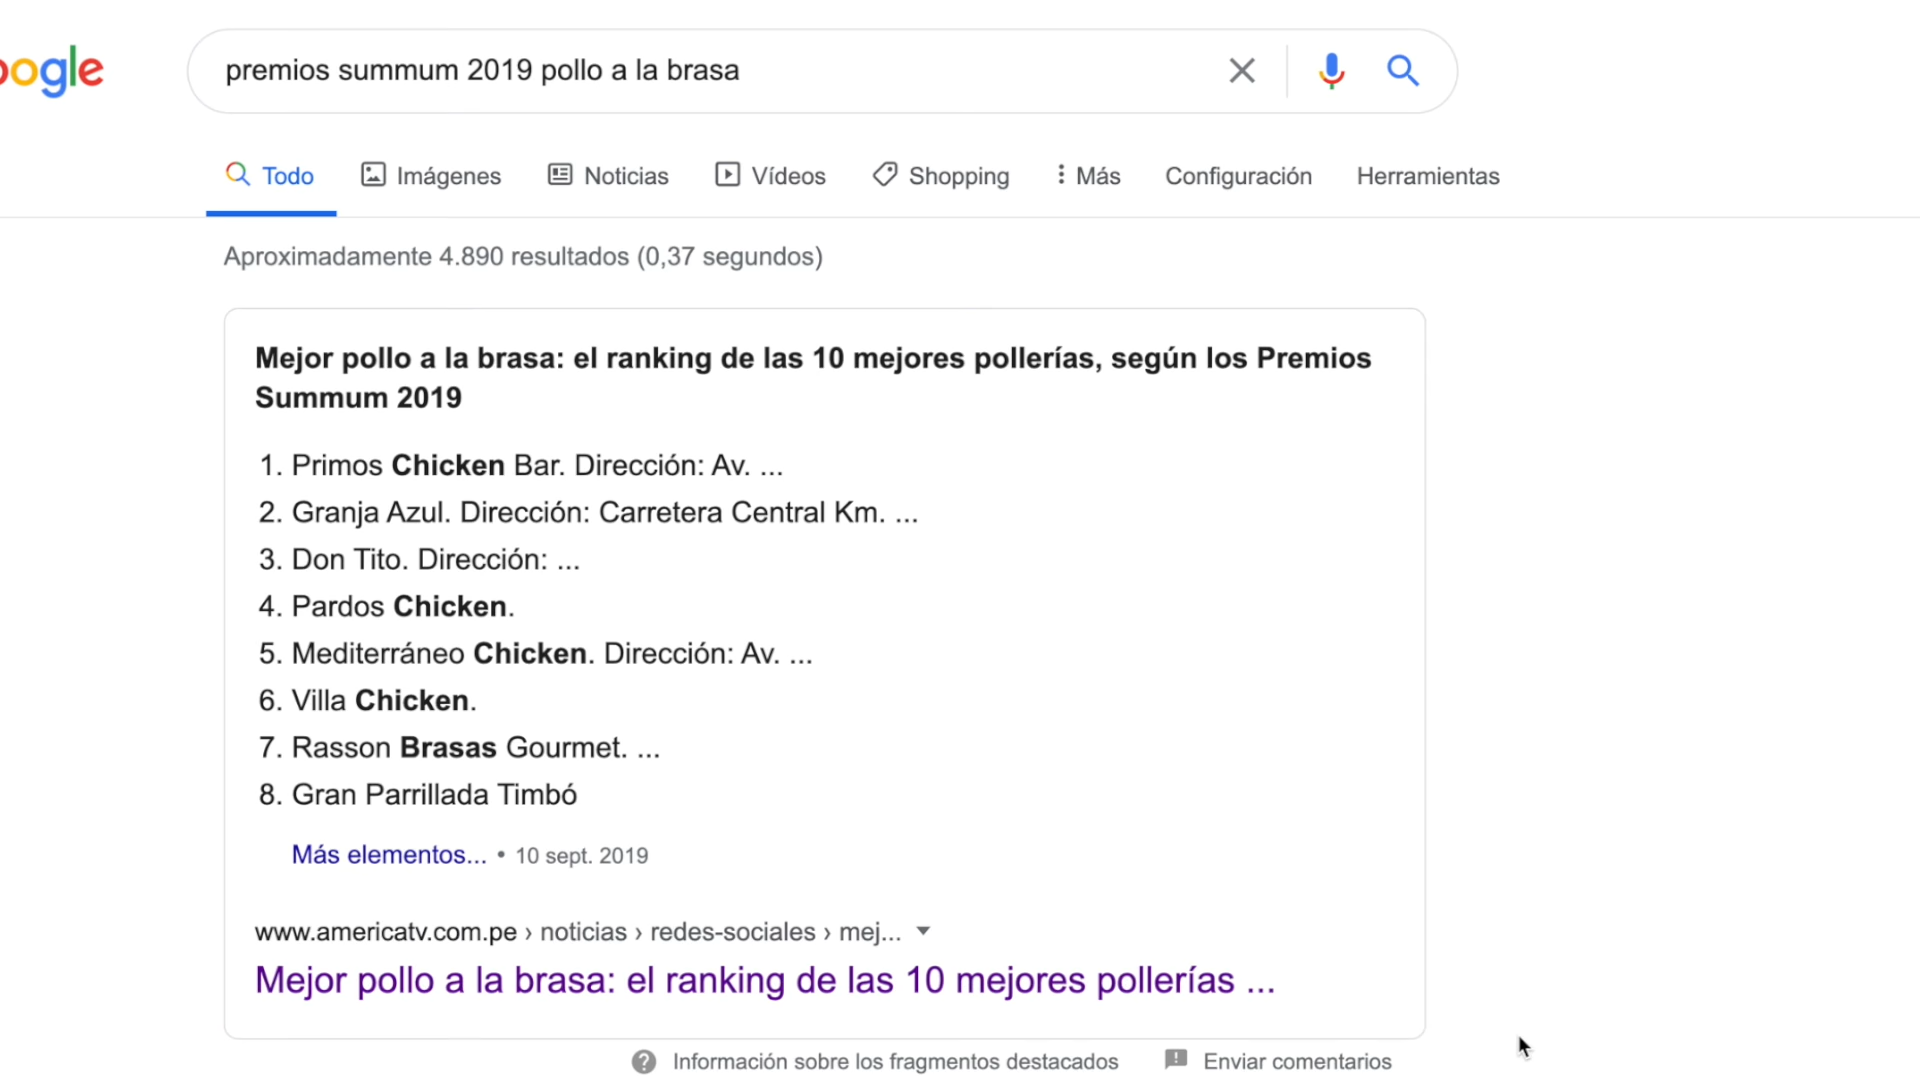 oogle
premios summum 2019 pollo a la brasa
Todo Imágenes Noticias Vídeos Shopping Más Configuración Herramientas
Aproximadamente 4.890 resultados (0,37 segundos)
Mejor pollo a la brasa: el ranking de las 10 mejores pollerías, según los Premios
Summum 2019
1. Primos Chicken Bar. Dirección: Av. ...
2. Granja Azul. Dirección: Carretera Central Km. ...
3. Don Tito. Dirección: ...
4. Pardos Chicken.
5. Mediterráneo Chicken. Dirección: Av. ...
6. Villa Chicken.
7. Rasson Brasas Gourmet. ...
8. Gran Parrillada Timbó
Más elementos... • 10 sept. 2019
www.americatv.com.pe › noticias › redes-sociales › mej...
Mejor pollo a la brasa: el ranking de las 10 mejores pollerías ...
Información sobre los fragmentos destacados Enviar comentarios